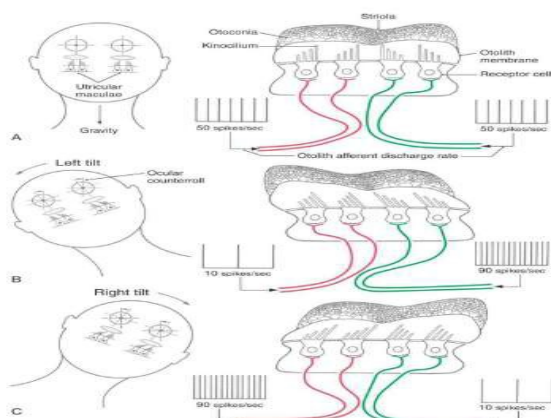 Striola
Otoconia
Kinocilium
Otolith
membrane
Receptor cell
Utricular
maculae
Gravity
50 spikes/sec
50 spikes/sec
Otolith afferent discharge rate
A
Left tilt
Ocular
counterroll
10 spikes/sec
90 spikes/sec
B
Right tilt
90 spikes/sec
10 spikes/sec
C